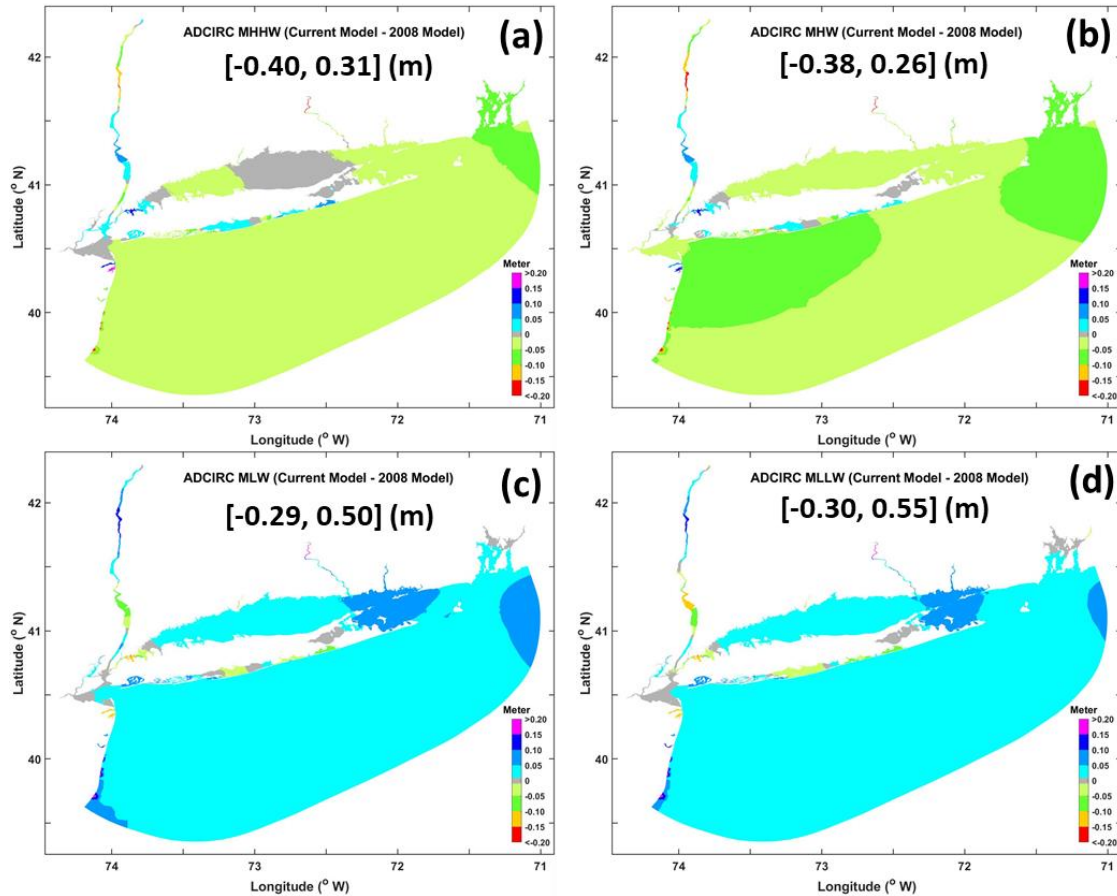 ADCIRC MHHW (Current Model - 2008 Model)
(a)
[-0.40, 0.31] (m)
Latitude (° N)
42
41
40
Meter
>0.20
0.15
0.10
0.05
0
-0.05
-0.10
-0.15
<-0.20
74
73
72
71
Longitude (° W)
ADCIRC MHW (Current Model - 2008 Model)
(b)
[-0.38, 0.26] (m)
Latitude (° N)
42
41
40
Meter
>0.20
0.15
0.10
0.05
0
-0.05
-0.10
-0.15
<-0.20
74
73
72
71
Longitude (° W)
ADCIRC MLW (Current Model - 2008 Model)
(c)
[-0.29, 0.50] (m)
Latitude (° N)
42
41
40
Meter
>0.20
0.15
0.10
0.05
0
-0.05
-0.10
-0.15
<-0.20
74
73
72
71
Longitude (° W)
ADCIRC MLLW (Current Model - 2008 Model)
(d)
[-0.30, 0.55] (m)
Latitude (° N)
42
41
40
Meter
>0.20
0.15
0.10
0.05
0
-0.05
-0.10
-0.15
<-0.20
74
73
72
71
Longitude (° W)